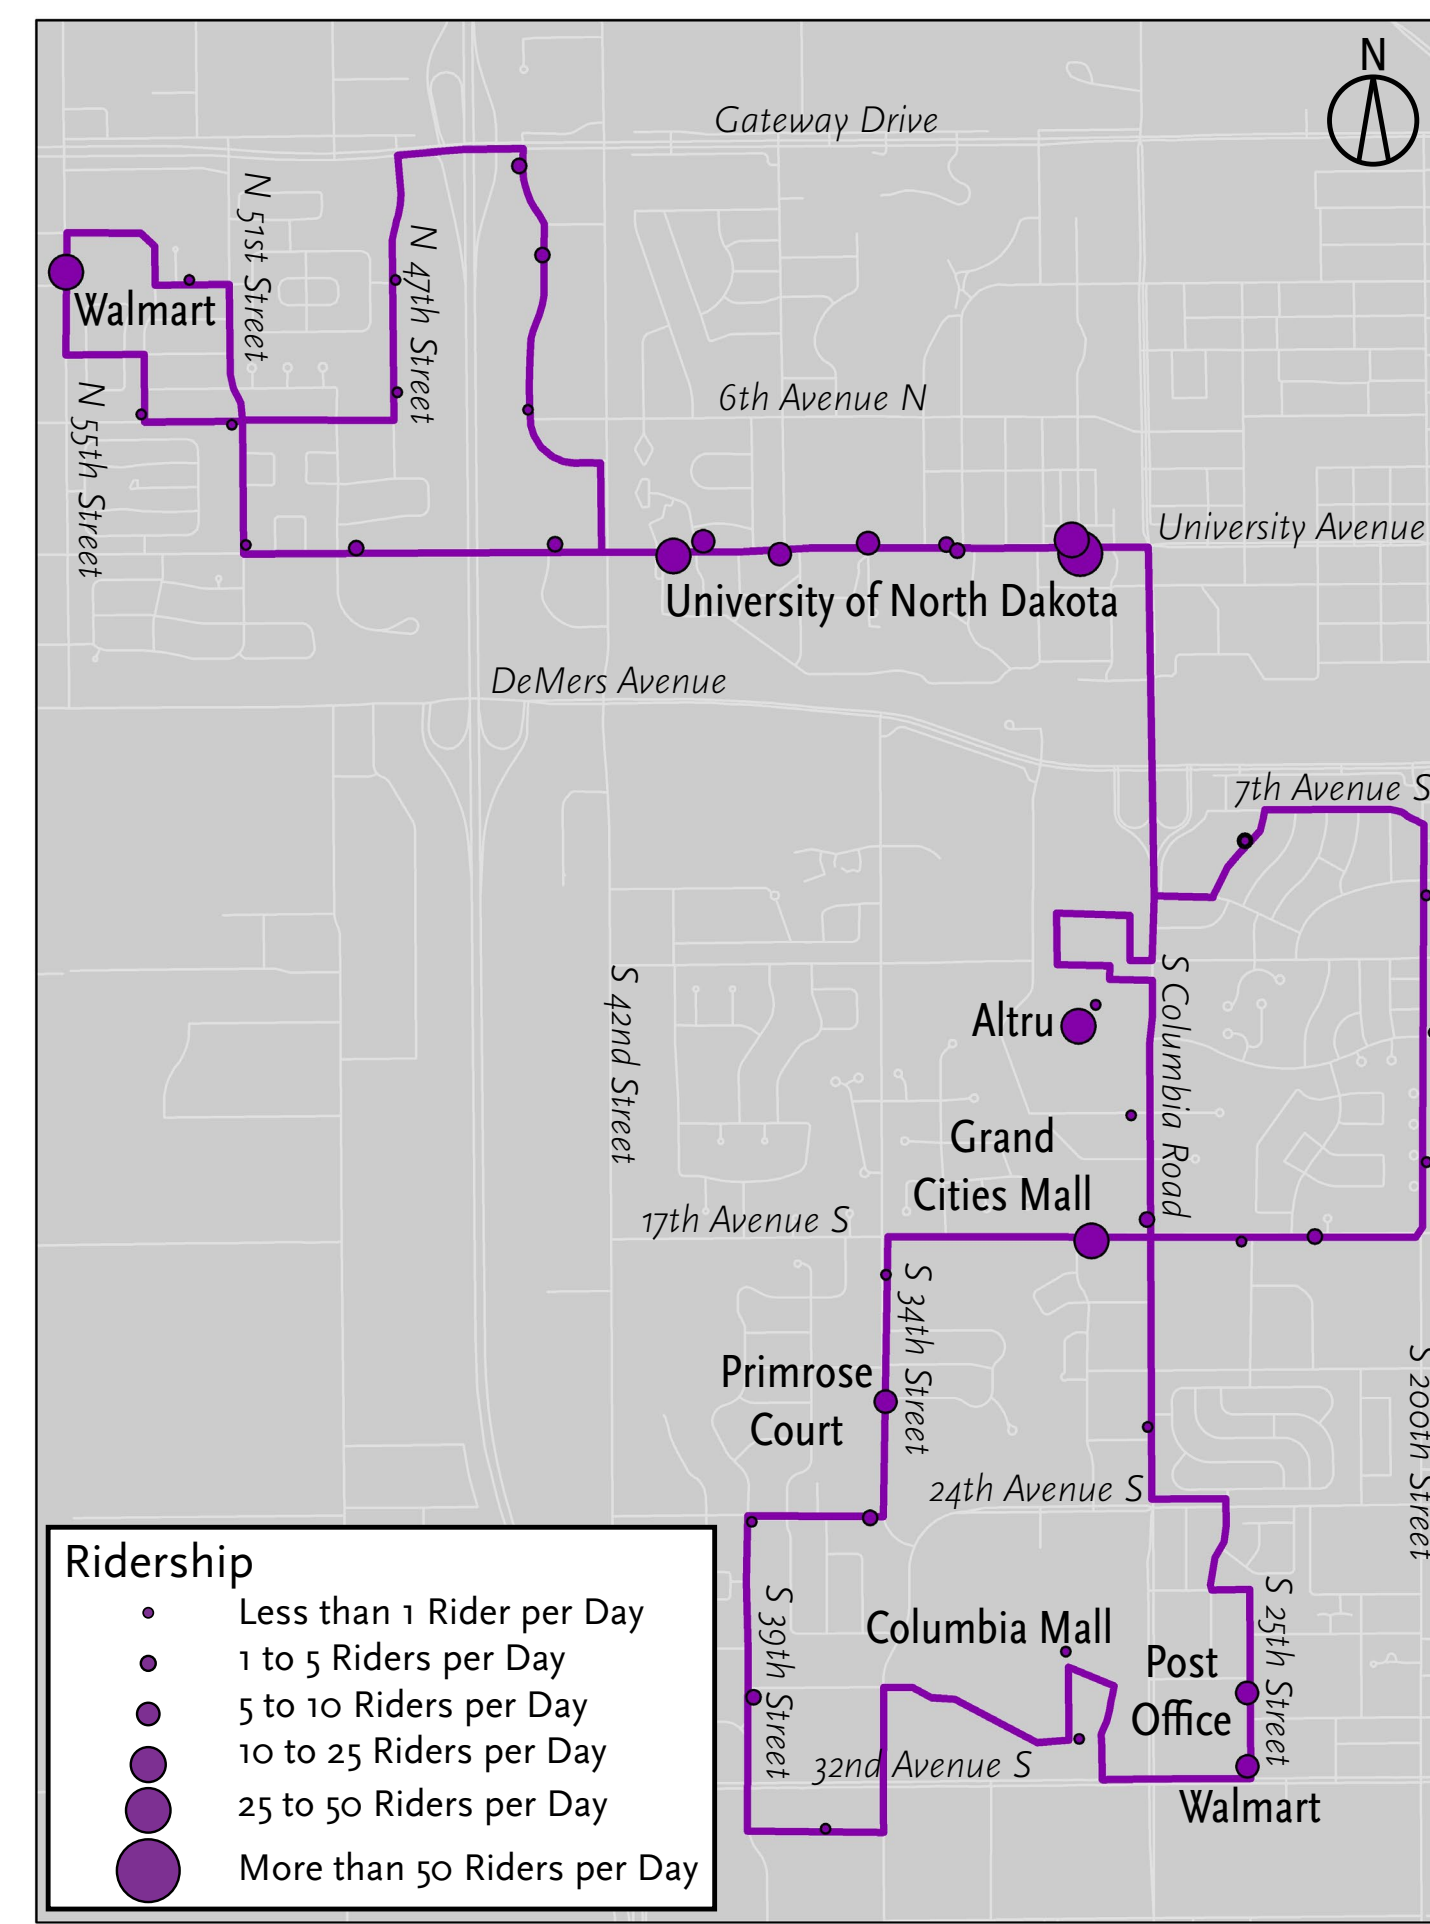 N
Gateway Drive
N 51st Street
N 47th Street
Walmart
N 55th Street
6th Avenue N
University Avenue
University of North Dakota
DeMers Avenue
7th Avenue S
S 42nd Street
S Columbia Road
Altru
Grand
Cities Mall
17th Avenue S
S 34th Street
Primrose
Court
S 200th Street
24th Avenue S
S 39th Street
Columbia Mall
Post
Office
S 25th Street
32nd Avenue S
Walmart
Ridership
Less than 1 Rider per Day
1 to 5 Riders per Day
5 to 10 Riders per Day
10 to 25 Riders per Day
25 to 50 Riders per Day
More than 50 Riders per Day